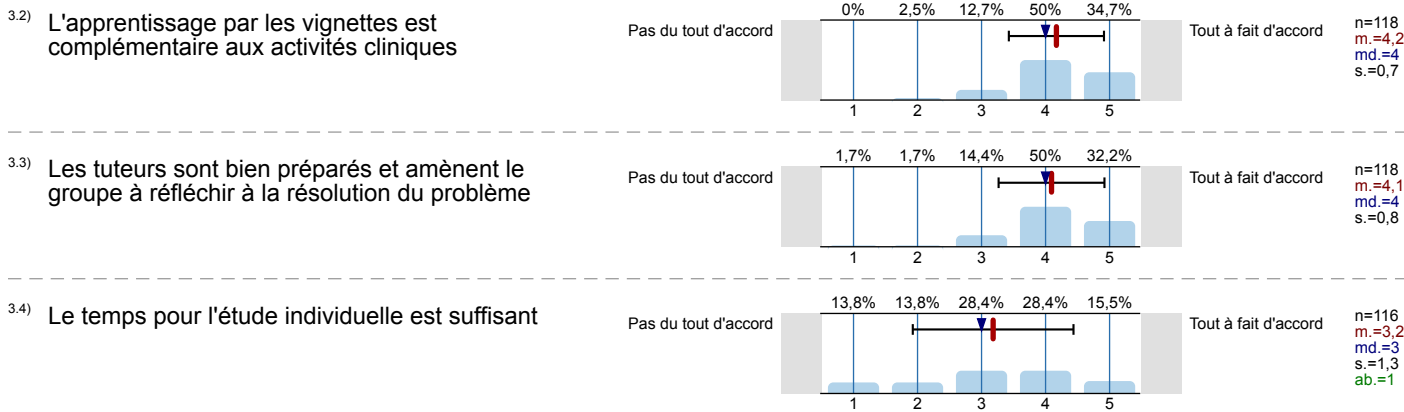 3.2) L'apprentissage par les vignettes est
complémentaire aux activités cliniques
Pas du tout d'accord
0% 2,5% 12,7% 50% 34,7%
1 2 3 4 5
Tout à fait d'accord
n=118
m.=4,2
md.=4
s.=0,7
3.3) Les tuteurs sont bien préparés et amènent le
groupe à réfléchir à la résolution du problème
Pas du tout d'accord
1,7% 1,7% 14,4% 50% 32,2%
1 2 3 4 5
Tout à fait d'accord
n=118
m.=4,1
md.=4
s.=0,8
3.4) Le temps pour l'étude individuelle est suffisant
Pas du tout d'accord
13,8% 13,8% 28,4% 28,4% 15,5%
1 2 3 4 5
Tout à fait d'accord
n=116
m.=3,2
md.=3
s.=1,3
ab.=1